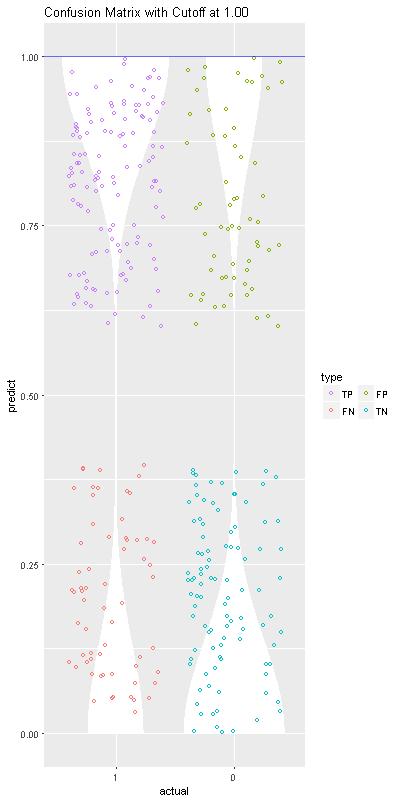 Confusion Matrix with Cutoff at 1.00
1.00
0.75
0.50
0.25
0.00
predict
1 0
actual
type
TP FP
FN TN